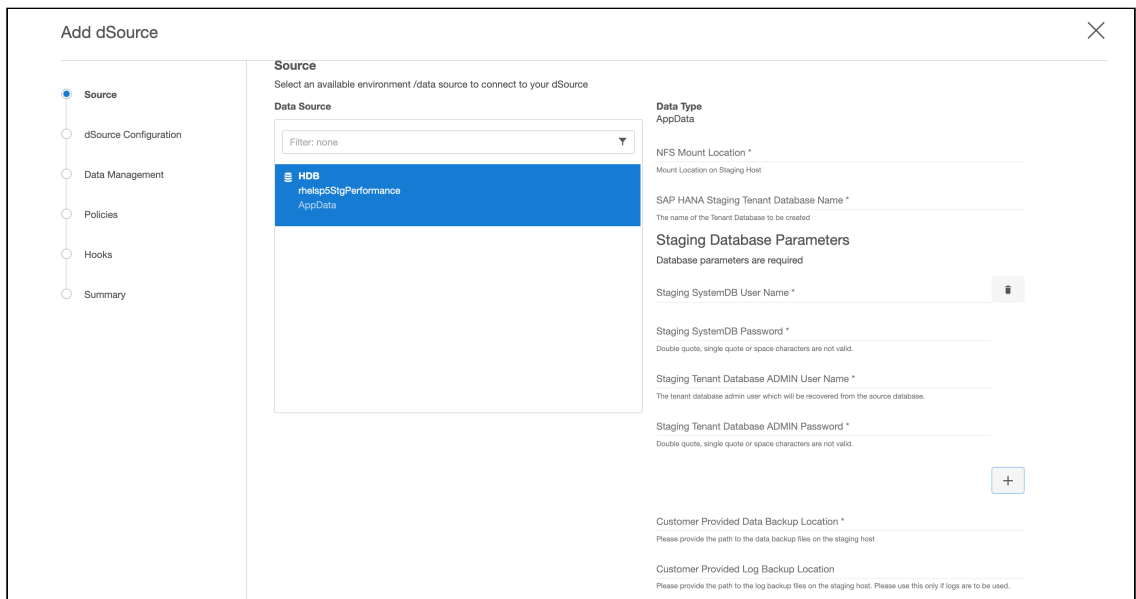 Add dSource
Source
dSource Configuration
Data Management
Policies
Hooks
Summary
Source
Select an available environment /data source to connect to your dSource
Data Source
Filter: none
HDB
rhelsp5StgPerformance
AppData
Data Type
AppData
NFS Mount Location *
Mount Location on Staging Host
SAP HANA Staging Tenant Database Name *
The name of the Tenant Database to be created
Staging Database Parameters
Database parameters are required
Staging SystemDB User Name *
Staging SystemDB Password *
Double quote, single quote or space characters are not valid.
Staging Tenant Database ADMIN User Name *
The tenant database admin user which will be recovered from the source database.
Staging Tenant Database ADMIN Password *
Double quote, single quote or space characters are not valid.
Customer Provided Data Backup Location *
Please provide the path to the data backup files on the staging host
Customer Provided Log Backup Location
Please provide the path to the log backup files on the staging host. Please use this only if logs are to be used.